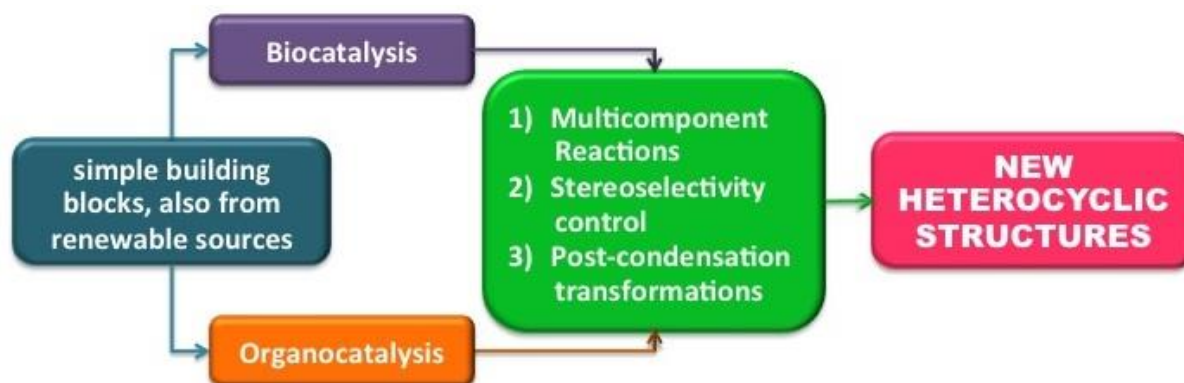 Biocatalysis
simple building
blocks, also from
renewable sources
Organocatalysis
1) Multicomponent
Reactions
2) Stereoselectivity
control
3) Post-condensation
transformations
NEW
HETEROCYCLIC
STRUCTURES